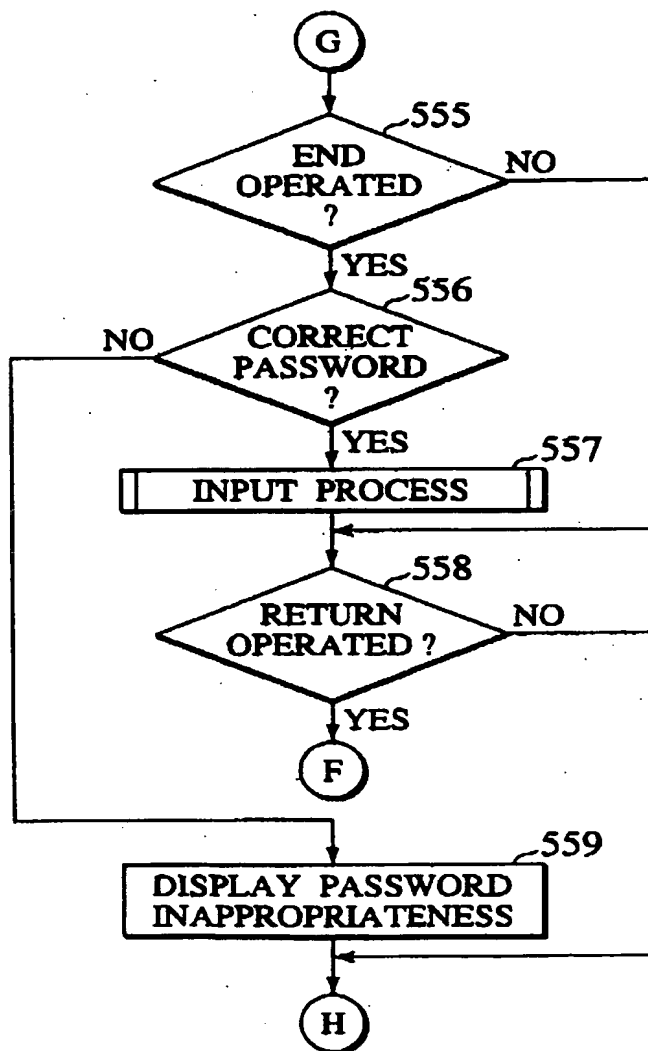 G
555
END
OPERATED
?
NO
YES
556
NO
CORRECT
PASSWORD
?
YES
557
INPUT PROCESS
558
RETURN
OPERATED ?
NO
YES
F
559
DISPLAY PASSWORD
INAPPROPRIATENESS
H